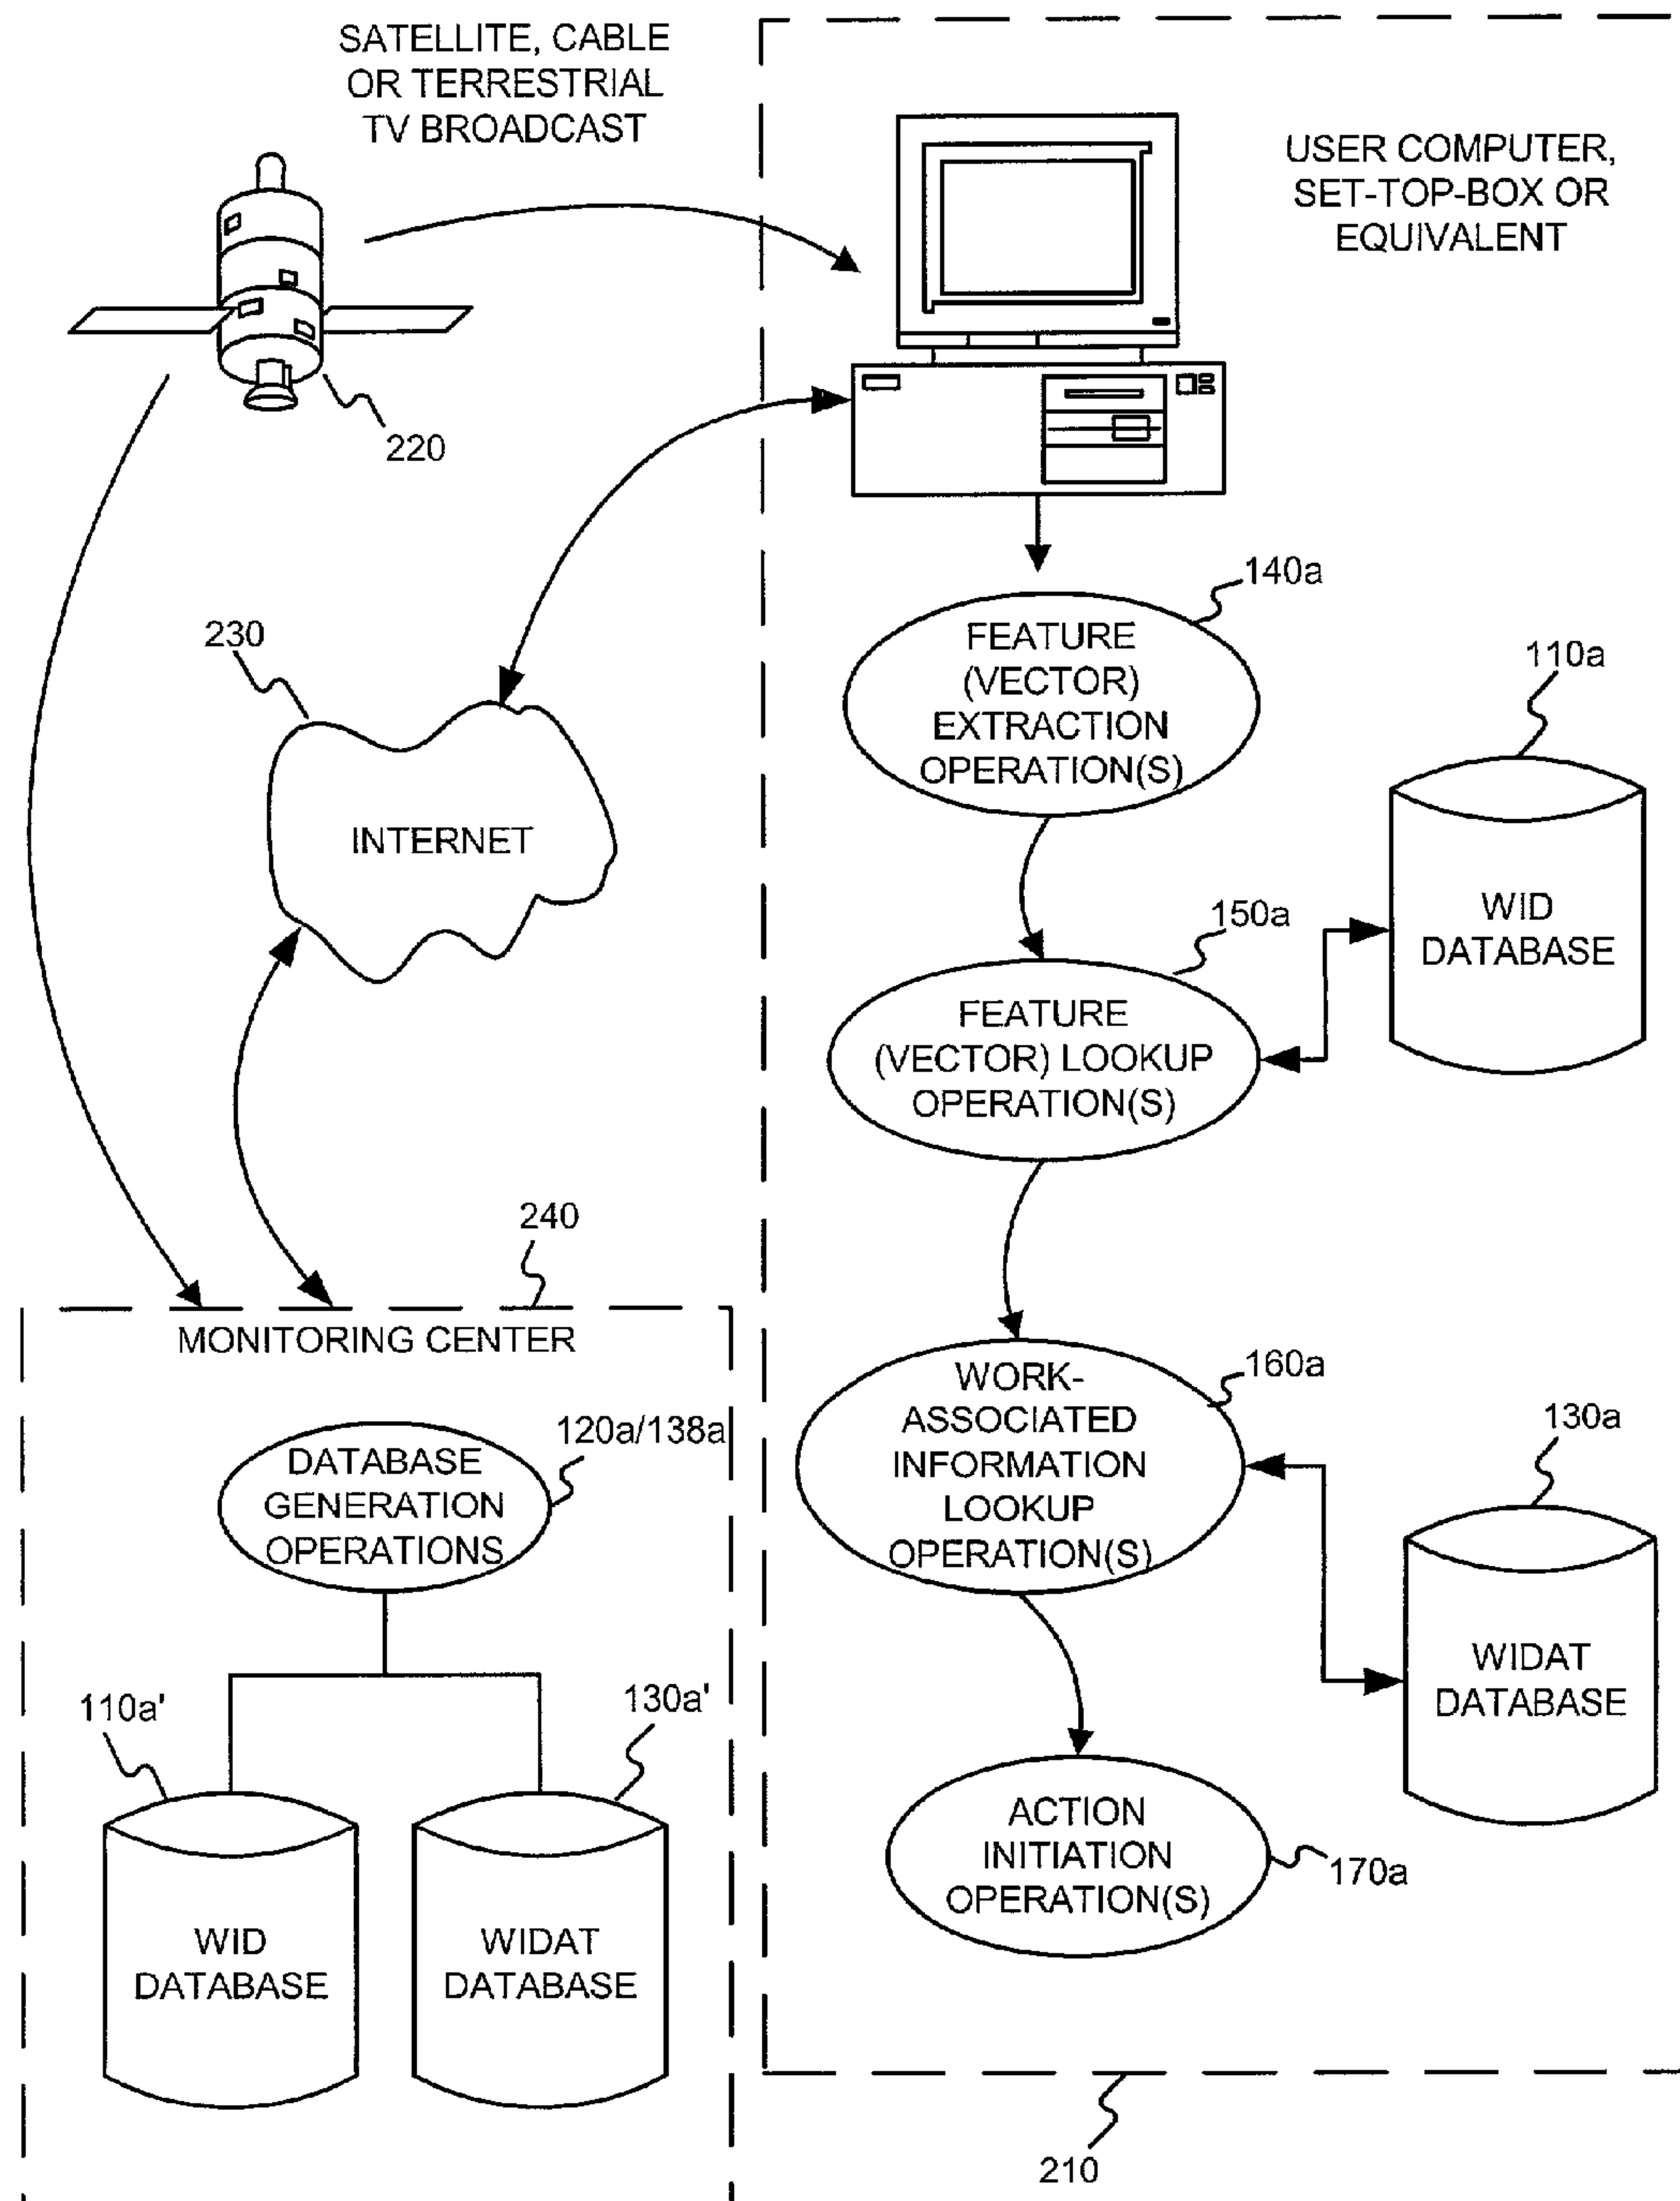 SATELLITE, CABLE
OR TERRESTRIAL
TV BROADCAST
USER COMPUTER,
SET-TOP-BOX OR
EQUIVALENT
220
140a
FEATURE
(VECTOR)
EXTRACTION
OPERATION(S)
230
INTERNET
110a
WID
DATABASE
150a
FEATURE
(VECTOR) LOOKUP
OPERATION(S)
240
MONITORING CENTER
160a
WORK-
ASSOCIATED
INFORMATION
LOOKUP
OPERATION(S)
130a
WIDAT
DATABASE
120a/138a
DATABASE
GENERATION
OPERATIONS
110a'
130a'
WID
DATABASE
WIDAT
DATABASE
ACTION
INITIATION
OPERATION(S)
170a
210